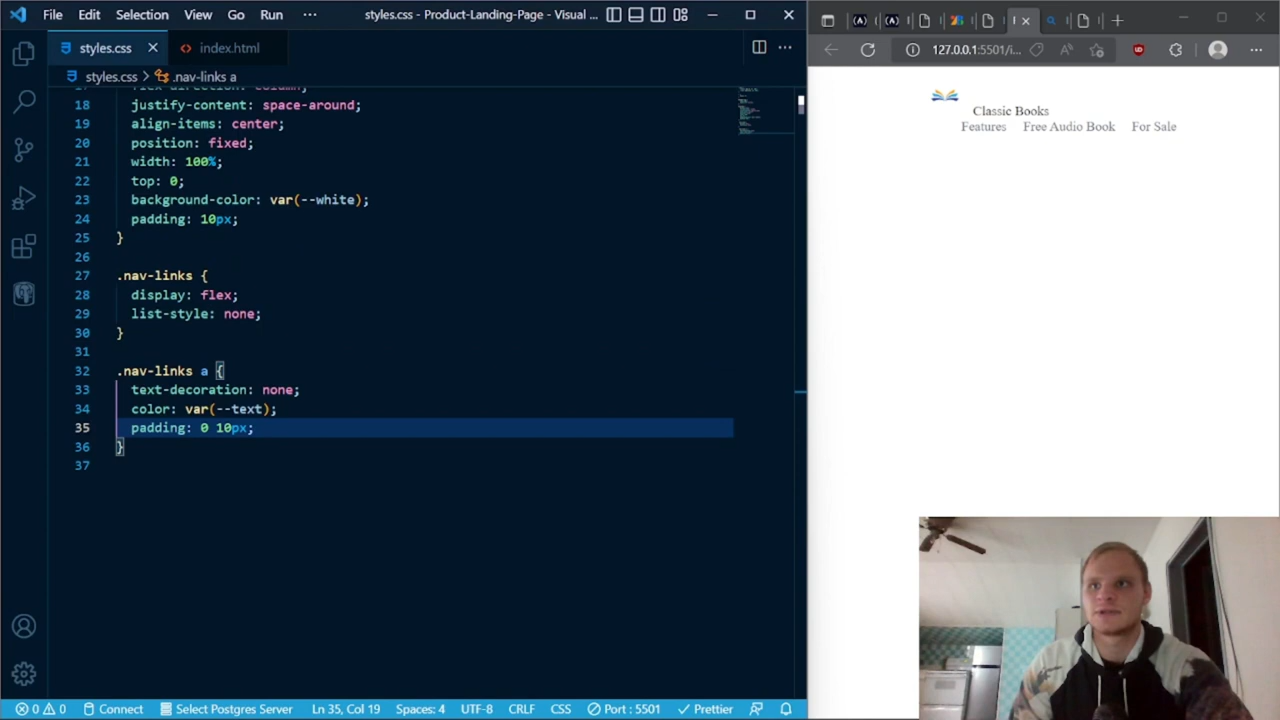 File Edit Selection View Go Run ··· styles.css - Product-Landing-Page - Visual ...
styles.css index.html
styles.css > .nav-links a
127.0.0.1:5501/i...
17 flex-direction: column;
18 justify-content: space-around;
19 align-items: center;
20 position: fixed;
21 width: 100%;
22 top: 0;
23 background-color: var(--white);
24 padding: 10px;
25 }
26
27 .nav-links {
28 display: flex;
29 list-style: none;
30 }
31
32 .nav-links a {
33 text-decoration: none;
34 color: var(--text);
35 padding: 0 10px;
36 }
37
Classic Books
Features Free Audio Book For Sale
0 0 Connect Select Postgres Server Ln 35, Col 19 Spaces: 4 UTF-8 CRLF CSS Port : 5501 Prettier